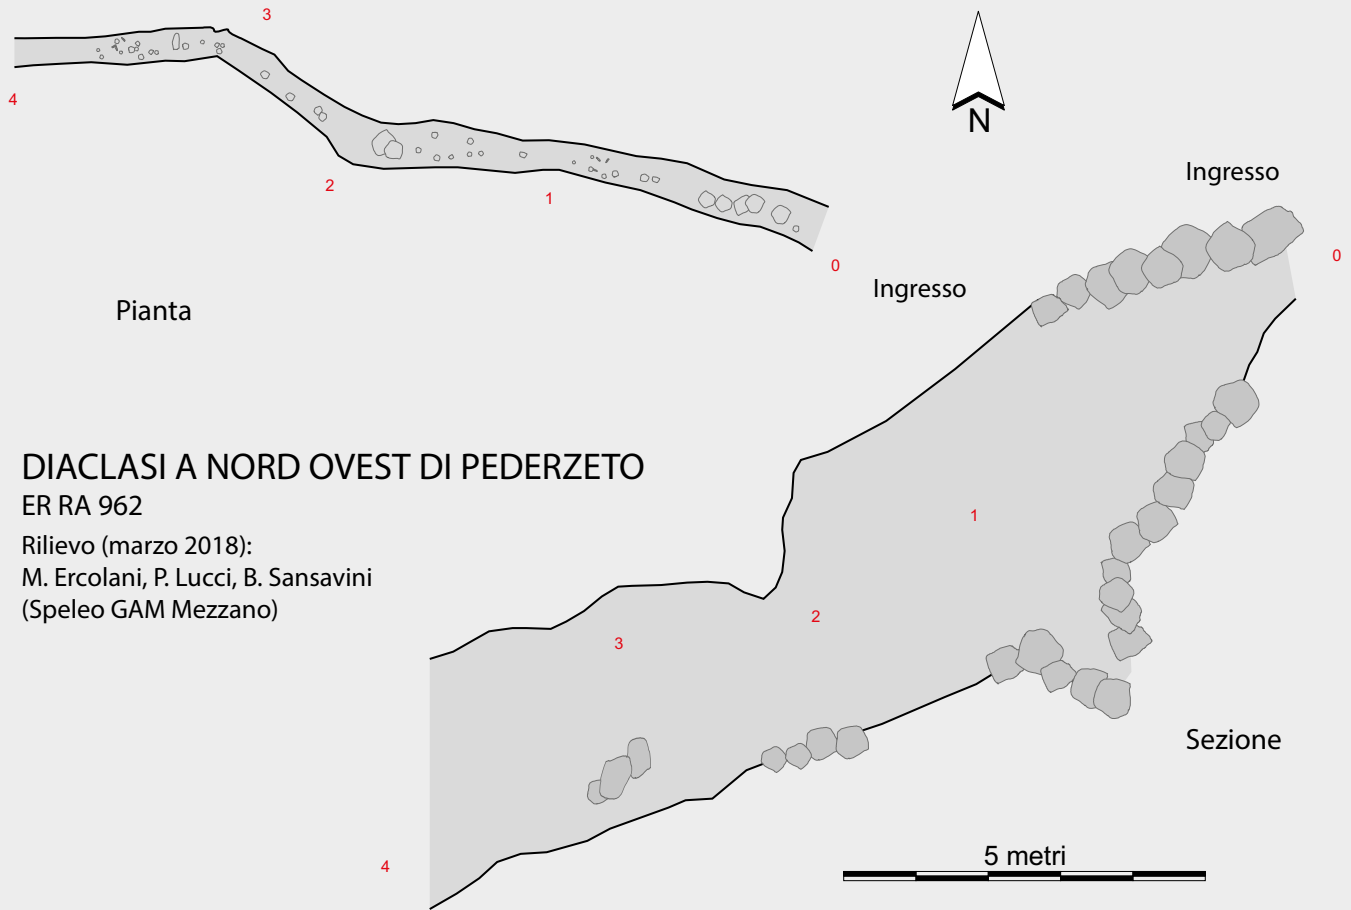 3
4
2
1
0
N
Ingresso
0
Ingresso
Pianta
DIACLASI A NORD OVEST DI PEDERZETO
ER RA 962
Rilievo (marzo 2018):
M. Ercolani, P. Lucci, B. Sansavini
(Speleo GAM Mezzano)
1
2
3
4
Sezione
5 metri